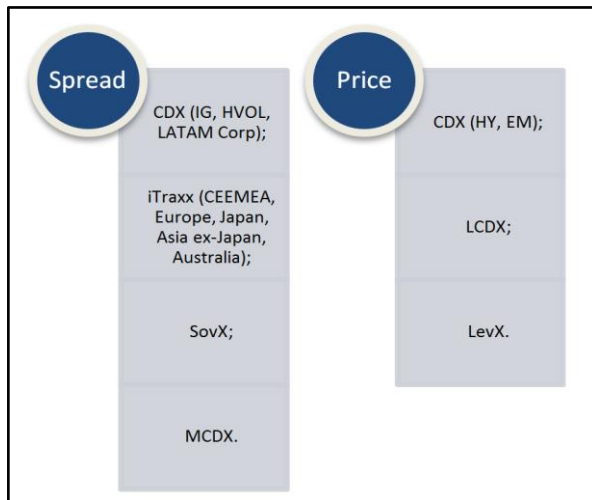 Spread
CDX (IG, HVOL,
LATAM Corp);
iTraxx (CEEMEA,
Europe, Japan,
Asia ex-Japan,
Australia);
SovX;
MCDX.
Price
CDX (HY, EM);
LCDX;
LevX.